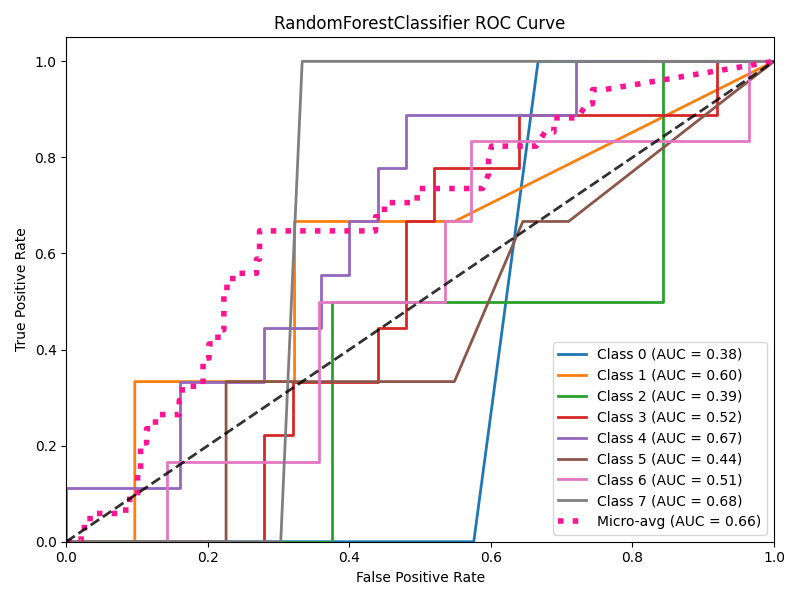 RandomForestClassifier ROC Curve
True Positive Rate
1.0
0.8
0.6
0.4
0.2
0.0
0.0 0.2 0.4 0.6 0.8 1.0
False Positive Rate
Class 0 (AUC = 0.38)
Class 1 (AUC = 0.60)
Class 2 (AUC = 0.39)
Class 3 (AUC = 0.52)
Class 4 (AUC = 0.67)
Class 5 (AUC = 0.44)
Class 6 (AUC = 0.51)
Class 7 (AUC = 0.68)
Micro-avg (AUC = 0.66)